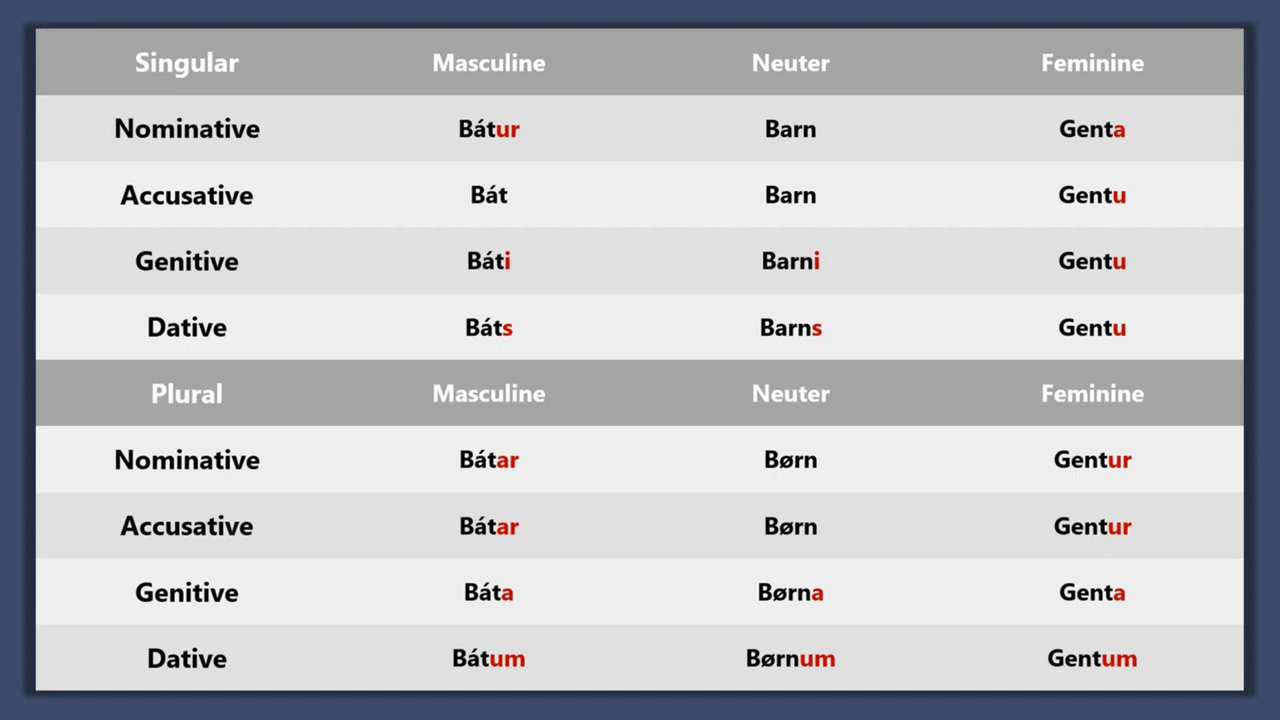 Singular Masculine Neuter Feminine
Nominative Bátur Barn Genta
Accusative Bát Barn Gentu
Genitive Báti Barni Gentu
Dative Báts Barns Gentu
Plural Masculine Neuter Feminine
Nominative Bátar Børn Gentur
Accusative Bátar Børn Gentur
Genitive Báta Børna Genta
Dative Bátum Børnum Gentum